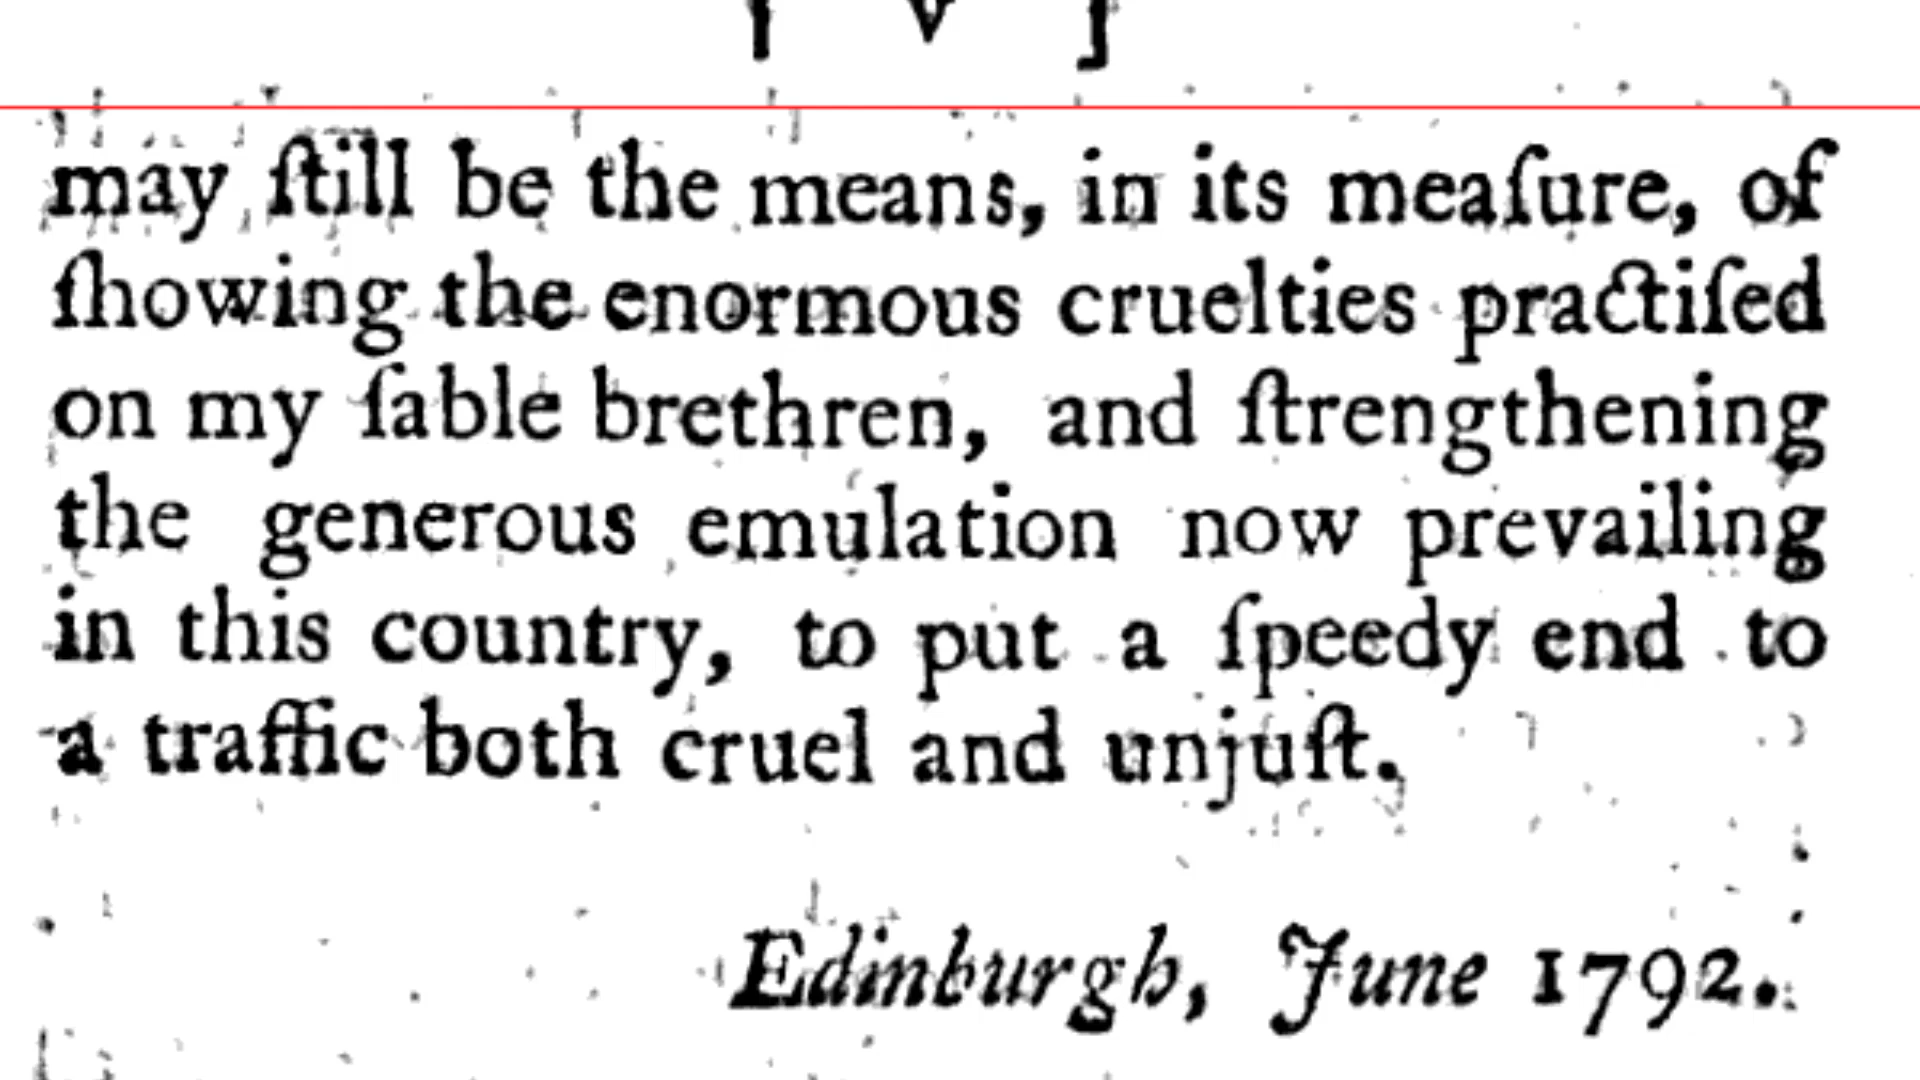 [ v ]
may ſtill be the means, in its meaſure, of
ſhowing the enormous cruelties practiſed
on my ſable brethren, and ſtrengthening
the generous emulation now prevailing
in this country, to put a ſpeedy end to
a traffic both cruel and unjuſt.
Edinburgh, June 1792.